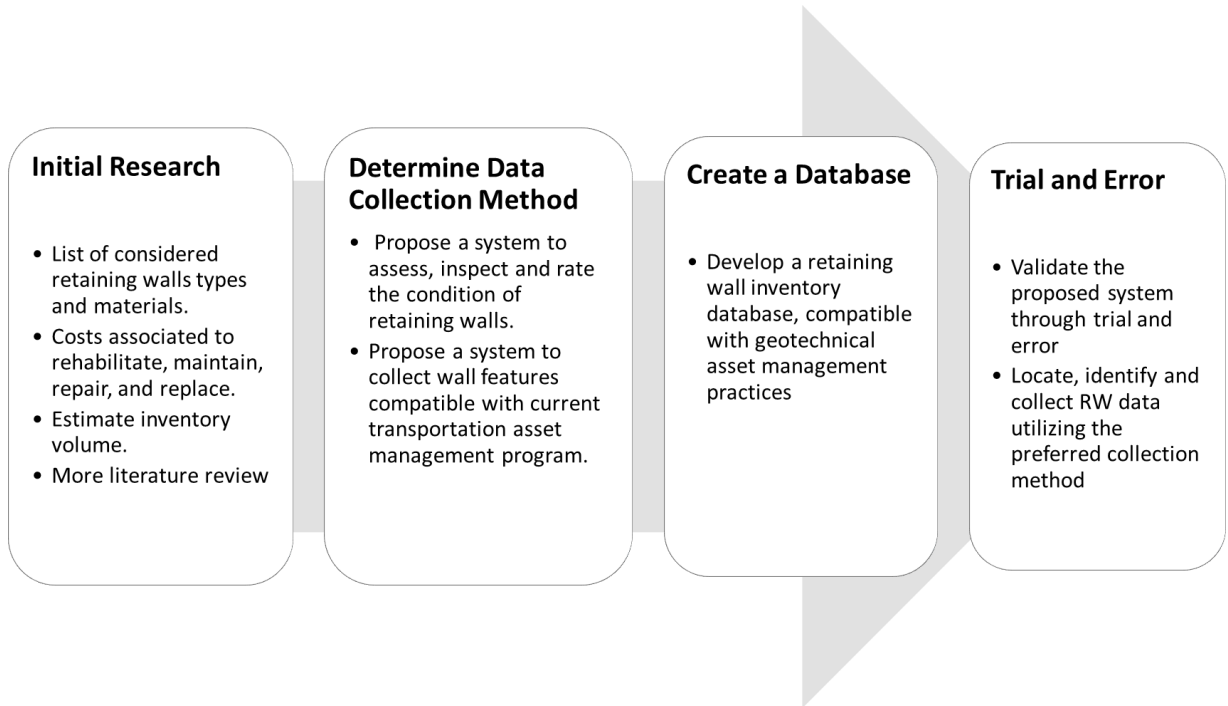 Initial Research
• List of considered
retaining walls types
and materials.
• Costs associated to
rehabilitate, maintain,
repair, and replace.
• Estimate inventory
volume.
• More literature review
Determine Data
Collection Method
• Propose a system to
assess, inspect and rate
the condition of
retaining walls.
• Propose a system to
collect wall features
compatible with current
transportation asset
management program.
Create a Database
• Develop a retaining
wall inventory
database, compatible
with geotechnical
asset management
practices
Trial and Error
• Validate the
proposed system
through trial and
error
• Locate, identify and
collect RW data
utilizing the
preferred collection
method